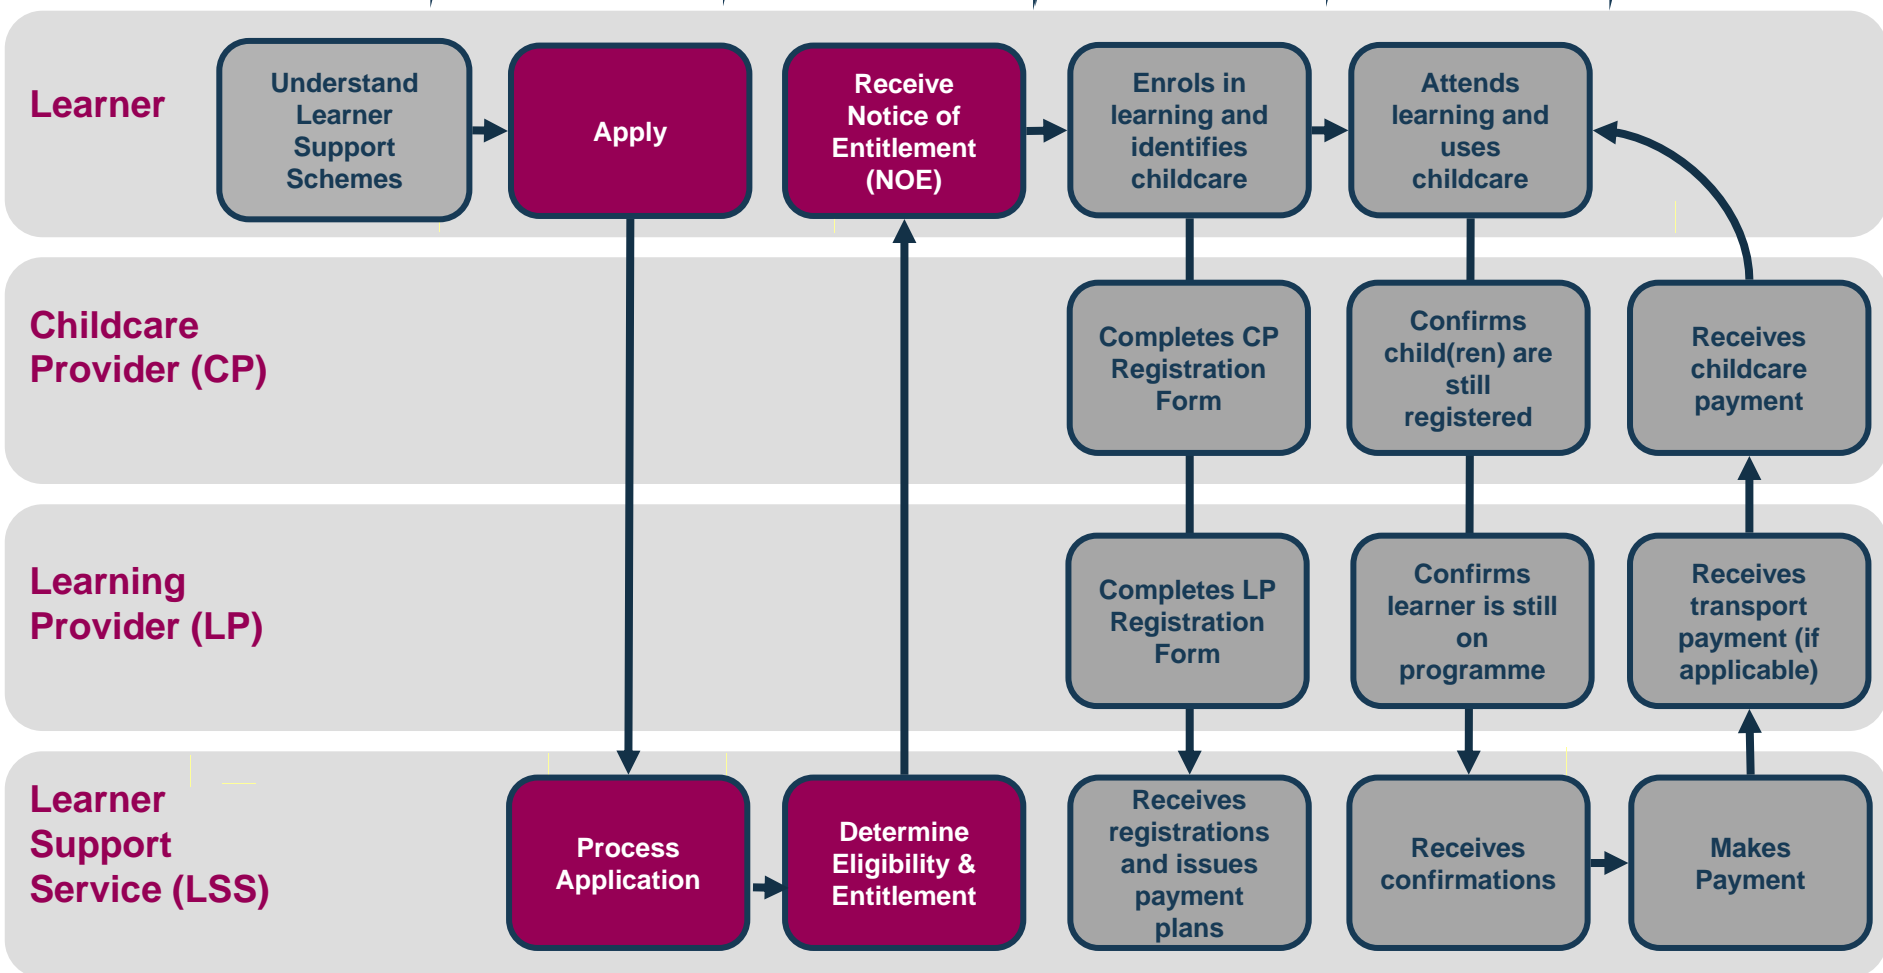 Learner
Understand
Learner
Support
Schemes
Apply
Receive
Notice of
Entitlement
(NOE)
Enrols in
learning and
identifies
childcare
Attends
learning and
uses
childcare
Childcare
Provider (CP)
Completes CP
Registration
Form
Confirms
child(ren) are
still
registered
Receives
childcare
payment
Learning
Provider (LP)
Completes LP
Registration
Form
Confirms
learner is still
on
programme
Receives
transport
payment (if
applicable)
Learner
Support
Service (LSS)
Process
Application
Determine
Eligibility &
Entitlement
Receives
registrations
and issues
payment
plans
Receives
confirmations
Makes
Payment